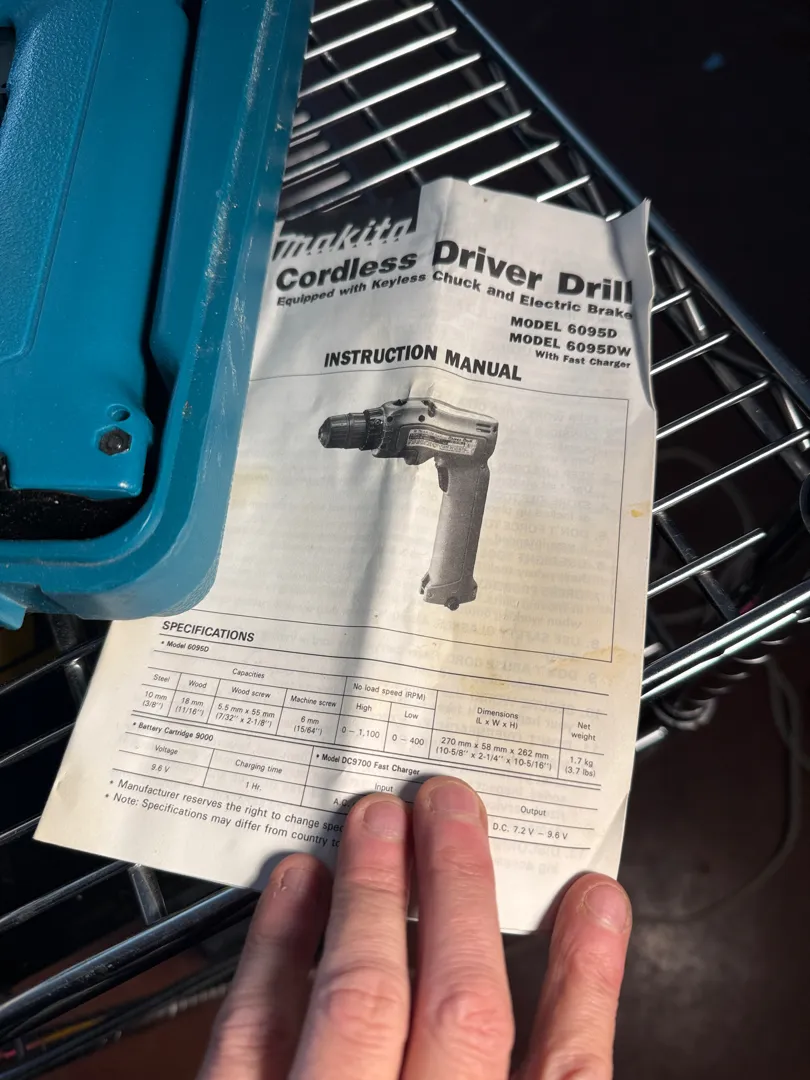 makita
Cordless Driver Drill
Equipped with Keyless Chuck and Electric Brake
MODEL 6095D
MODEL 6095DW
With Fast Charger
INSTRUCTION MANUAL
SPECIFICATIONS
• Model 6095D
Capacities
No load speed (RPM)
Dimensions
(L x W x H)
Net
weight
Steel
Wood
Wood screw
Machine screw
High
Low
10 mm
(3/8")
18 mm
(11/16")
5.5 mm x 55 mm
(7/32" x 2-1/8")
6 mm
(15/64")
0 – 1,100
0 – 400
270 mm x 58 mm x 262 mm
(10-5/8" x 2-1/4" x 10-5/16")
1.7 kg
(3.7 lbs)
• Battery Cartridge 9000
• Model DC9700 Fast Charger
Voltage
Charging time
Input
Output
9.6 V
1 Hr.
D.C. 7.2 V – 9.6 V
• Manufacturer reserves the right to change
• Note: Specifications may differ from country